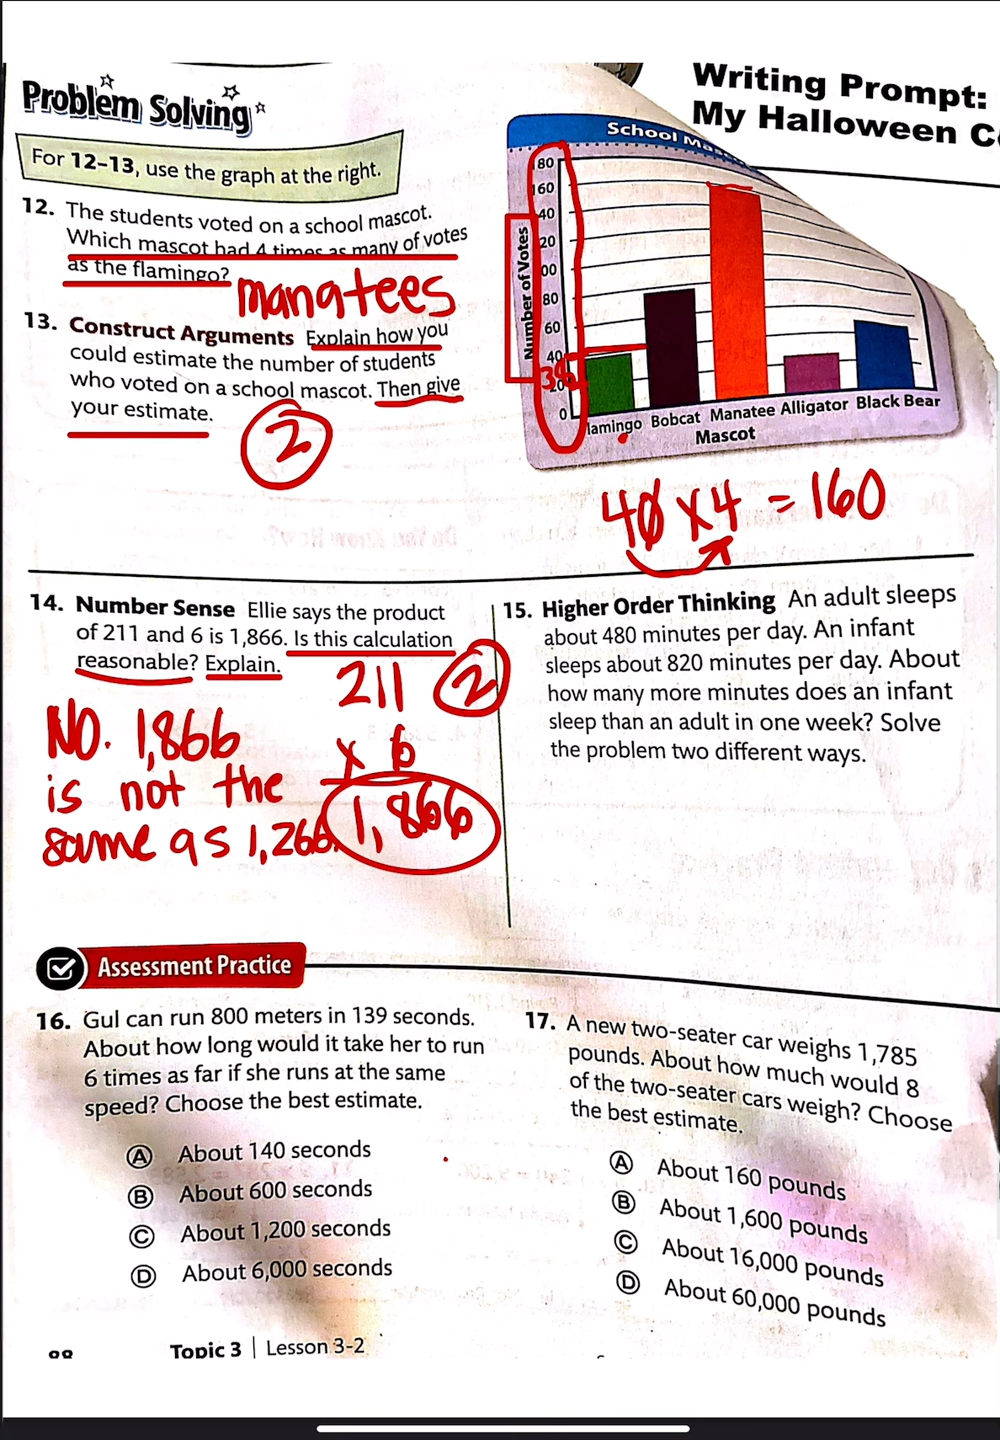 Problem Solving
For 12–13, use the graph at the right.
12. The students voted on a school mascot.
Which mascot had 4 times as many of votes
as the flamingo?
manatees
13. Construct Arguments Explain how you
could estimate the number of students
who voted on a school mascot. Then give
your estimate.
2
Writing Prompt:
My Halloween
School
Number of Votes
80
160
40
20
00
80
60
40
20
0
lamingo Bobcat Manatee Alligator Black Bear
Mascot
40 x 4 = 160
14. Number Sense Ellie says the product
of 211 and 6 is 1,866. Is this calculation
reasonable? Explain.
2
211
x 6
1,866
NO. 1,866
is not the
same as 1,266.
15. Higher Order Thinking An adult sleeps
about 480 minutes per day. An infant
sleeps about 820 minutes per day. About
how many more minutes does an infant
sleep than an adult in one week? Solve
the problem two different ways.
Assessment Practice
16. Gul can run 800 meters in 139 seconds.
About how long would it take her to run
6 times as far if she runs at the same
speed? Choose the best estimate.
A About 140 seconds
B About 600 seconds
C About 1,200 seconds
D About 6,000 seconds
17. A new two-seater car weighs 1,785
pounds. About how much would 8
of the two-seater cars weigh? Choose
the best estimate.
A About 160 pounds
B About 1,600 pounds
C About 16,000 pounds
D About 60,000 pounds
Topic 3 | Lesson 3-2